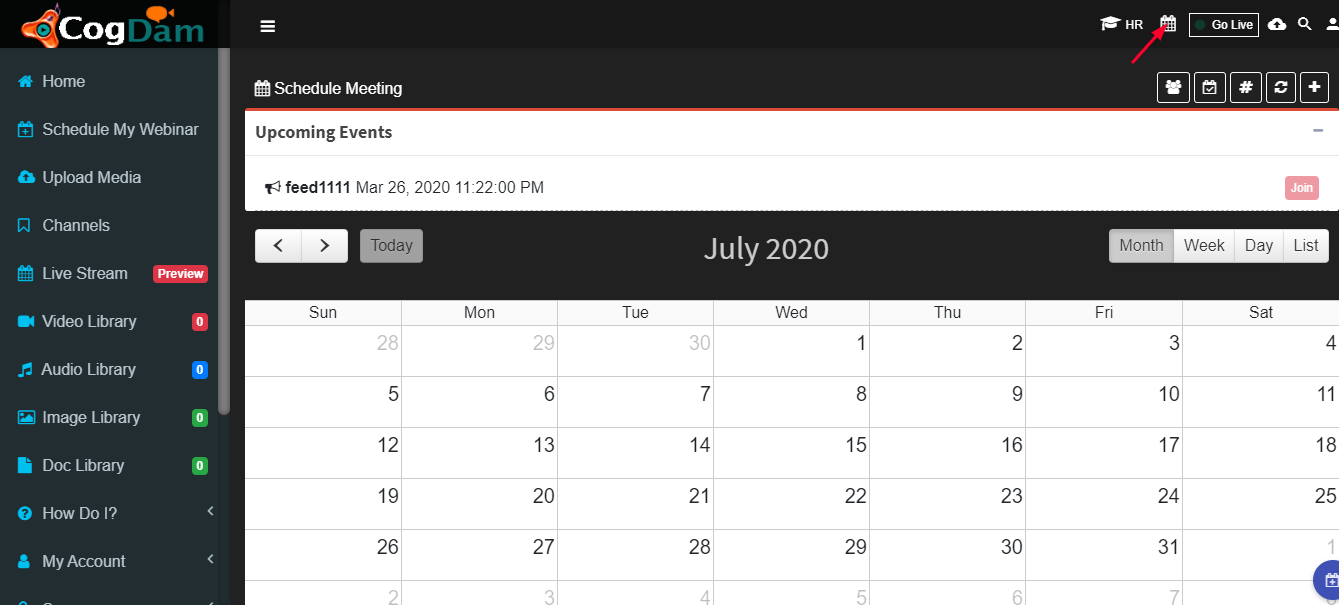 CogDam
HR
Go Live
Home
Schedule My Webinar
Upload Media
Channels
Live Stream Preview
Video Library 0
Audio Library 0
Image Library 0
Doc Library 0
How Do I?
My Account
Schedule Meeting
Upcoming Events
feed1111 Mar 26, 2020 11:22:00 PM Join
Today July 2020 Month Week Day List
Sun Mon Tue Wed Thu Fri Sat
28 29 30 1 2 3 4
5 6 7 8 9 10 11
12 13 14 15 16 17 18
19 20 21 22 23 24 25
26 27 28 29 30 31 1
2 3 4 5 6 7